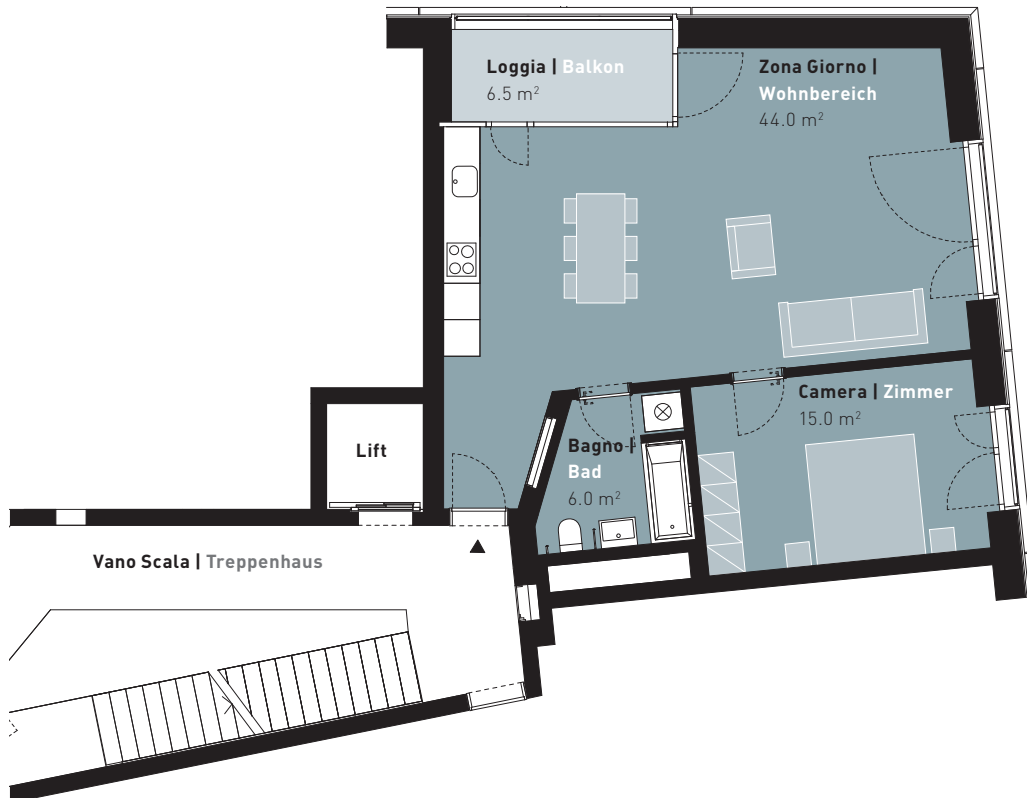 Loggia | Balkon
6.5 m²
Zona Giorno |
Wohnbereich
44.0 m²
Camera | Zimmer
15.0 m²
Bagno |
Bad
6.0 m²
Lift
Vano Scala | Treppenhaus